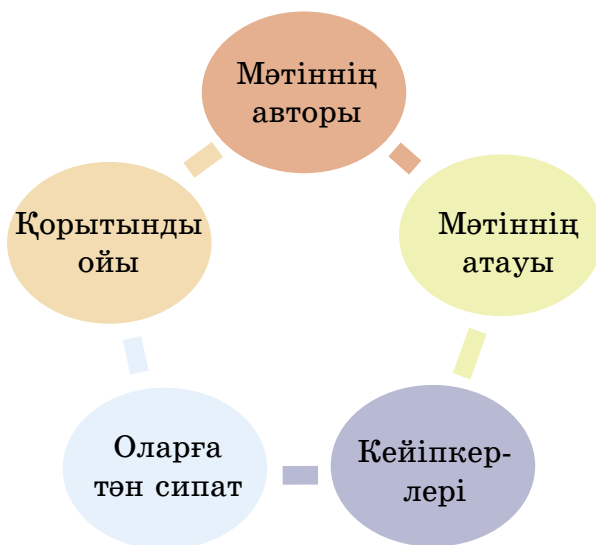 Мәтіннің
авторы
Мәтіннің
атауы
Кейіпкер-
лері
Оларға
тән сипат
Қорытынды
ойы